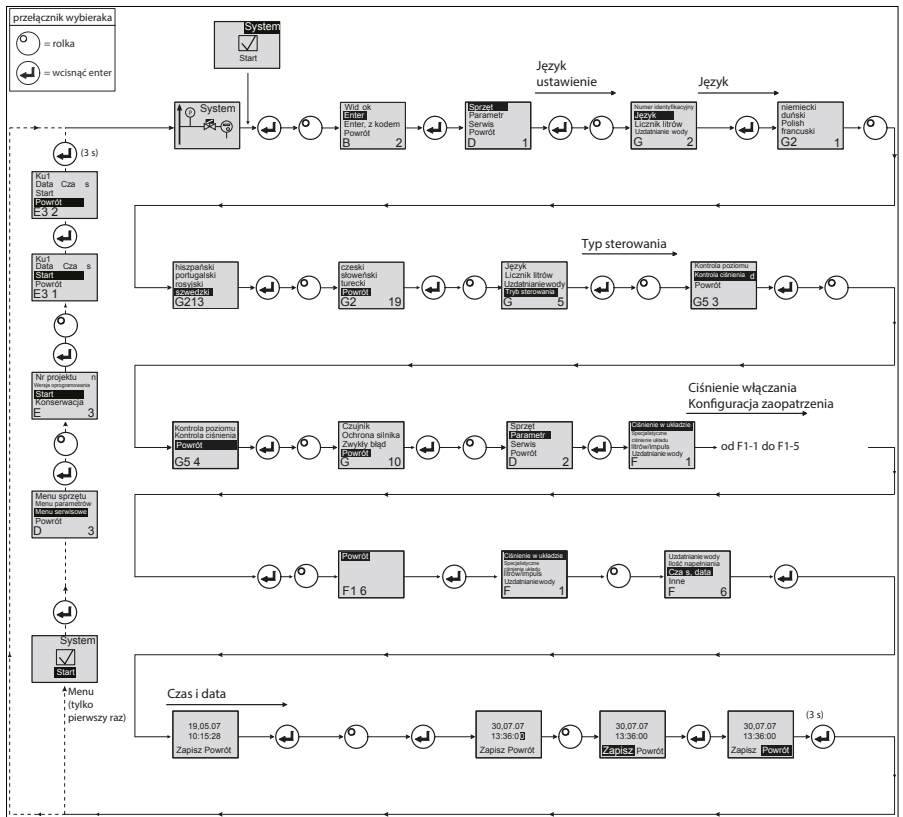 przełącznik wybieraka
= rolka
= wcisnąć enter
System
Start
Język
ustawienie
Język
P
System
Wid ok
Enter
Enter, z kodem
Powrót
B 2
Sprzęt
Parametr
Serwis
Powrót
D 1
Numer identyfikacyjny
Język
Licznik litrów
Uzdatnianie wody
G 2
niemiecki
duński
Polish
francuski
G2 1
(3 s)
Ku1
Data Cza s
Start
Powrót
E3 2
Ku1
Data Cza s
Start
Powrót
E3 1
Typ sterowania
hiszpański
portugalski
rosyjski
szwedzki
G213
czeski
słoweński
turecki
Powrót
G2 19
Język
Licznik litrów
Uzdatnianiewody
Tryb sterowania
G 5
Kontrola poziomu
Kontrola ciśnienia d
Powrót
G5 3
Nr projektu n
Wersja oprogramowania
Start
Konserwacja
E 3
Ciśnienie włączania
Konfiguracja zaopatrzenia
Kontrola poziomu
Kontrola ciśnienia
Powrót
G5 4
Czujnik
Ochrona silnika
Zwykły błąd
Powrót
G 10
Sprzęt
Parametr
Serwis
Powrót
D 2
Ciśnienie w układzie
Specjalistyczne
ciśnienie układu
litrów/impuls
Uzdatnianie wody
F 1
od F1-1 do F1-5
Menu sprzętu
Menu parametrów
Menu serwisowe
Powrót
D 3
Powrót
F1 6
Ciśnienie w układzie
Specjalistyczne
ciśnienie układu
litrów/impuls
Uzdatnianiewody
F 1
Uzdatnianie wody
Ilość napełniania
Cza s, data
Inne
F 6
System
Start
Menu
(tylko
pierwszy raz)
Czas i data
19,05.07
10:15:28
Zapisz Powrót
30,07.07
13:36:00
Zapisz Powrót
30,07.07
13:36:00
Zapisz Powrót
30,07.07
13:36:00
Zapisz Powrót
(3 s)